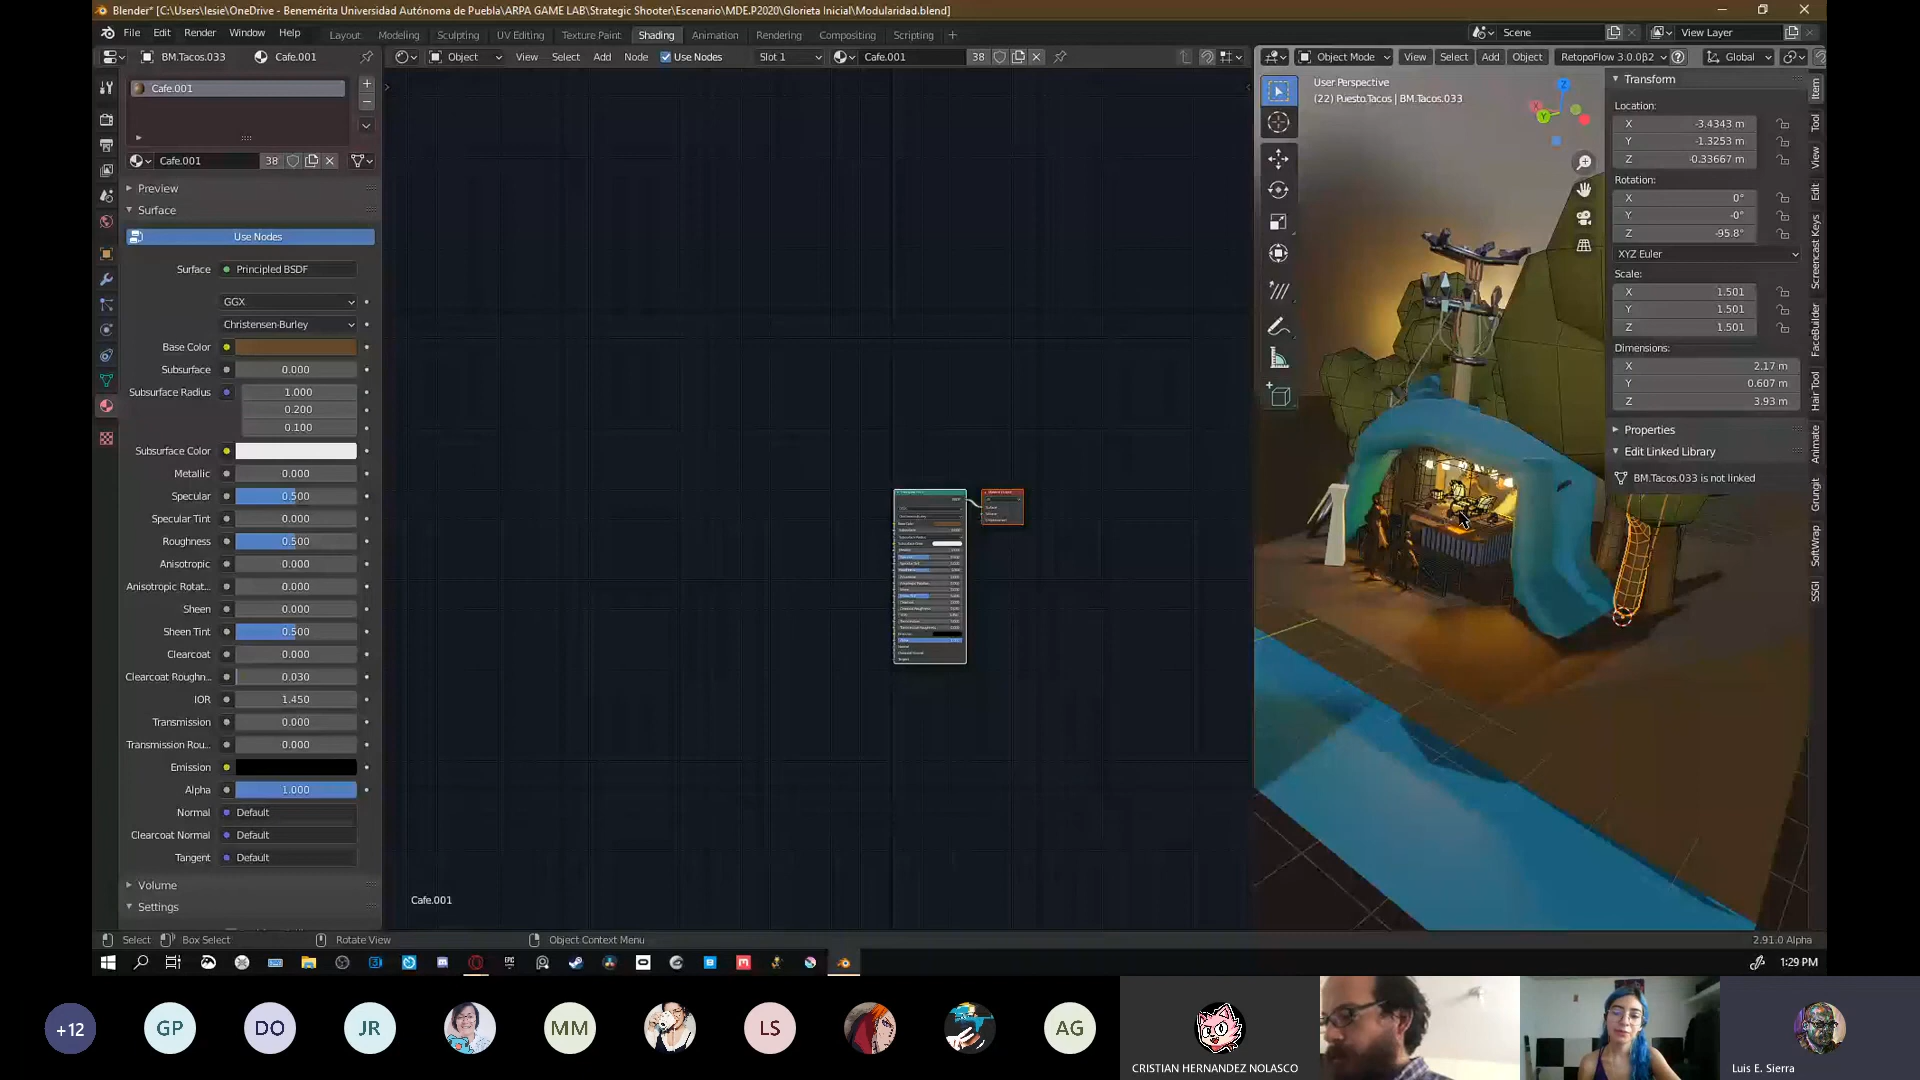 Blender* [C:\Users\lesie\OneDrive - Benemérita Universidad Autónoma de Puebla\ARPA GAME LAB\Strategic Shooter\Escenario\MDE.P2020\Glorieta Inicial\Modularidad.blend]
File Edit Render Window Help Layout Modeling Sculpting UV Editing Texture Paint Shading Animation Rendering Compositing Scripting + Scene View Layer
BM.Tacos.033 Cafe.001 Object View Select Add Node Use Nodes Slot 1 Cafe.001 38 Object Mode View Select Add Object RetopoFlow 3.0.0β2 Global
Cafe.001
Cafe.001 38
Preview
Surface
Use Nodes
Surface Principled BSDF
GGX
Christensen-Burley
Base Color
Subsurface 0.000
Subsurface Radius 1.000
0.200
0.100
Subsurface Color
Metallic 0.000
Specular 0.500
Specular Tint 0.000
Roughness 0.500
Anisotropic 0.000
Anisotropic Rotat... 0.000
Sheen 0.000
Sheen Tint 0.500
Clearcoat 0.000
Clearcoat Roughn... 0.030
IOR 1.450
Transmission 0.000
Transmission Rou... 0.000
Emission
Alpha 1.000
Normal Default
Clearcoat Normal Default
Tangent Default
Volume
Settings
Cafe.001
User Perspective
(22) Puesto.Tacos | BM.Tacos.033
Z
X
Y
Transform
Location:
X -3.4343 m
Y -1.3253 m
Z -0.33667 m
Rotation:
X 0°
Y -0°
Z -95.8°
XYZ Euler
Scale:
X 1.501
Y 1.501
Z 1.501
Dimensions:
X 2.17 m
Y 0.607 m
Z 3.93 m
Properties
Edit Linked Library
BM.Tacos.033 is not linked
Item
Tool
View
Edit
Screencast Keys
FaceBuilder
Hair Tool
Animate
Grungit
SoftWrap
SSGI
Select Box Select Rotate View Object Context Menu 2.91.0 Alpha
1:29 PM
+12 GP DO JR MM LS AG
CRISTIAN HERNANDEZ NOLASCO
Luis E. Sierra